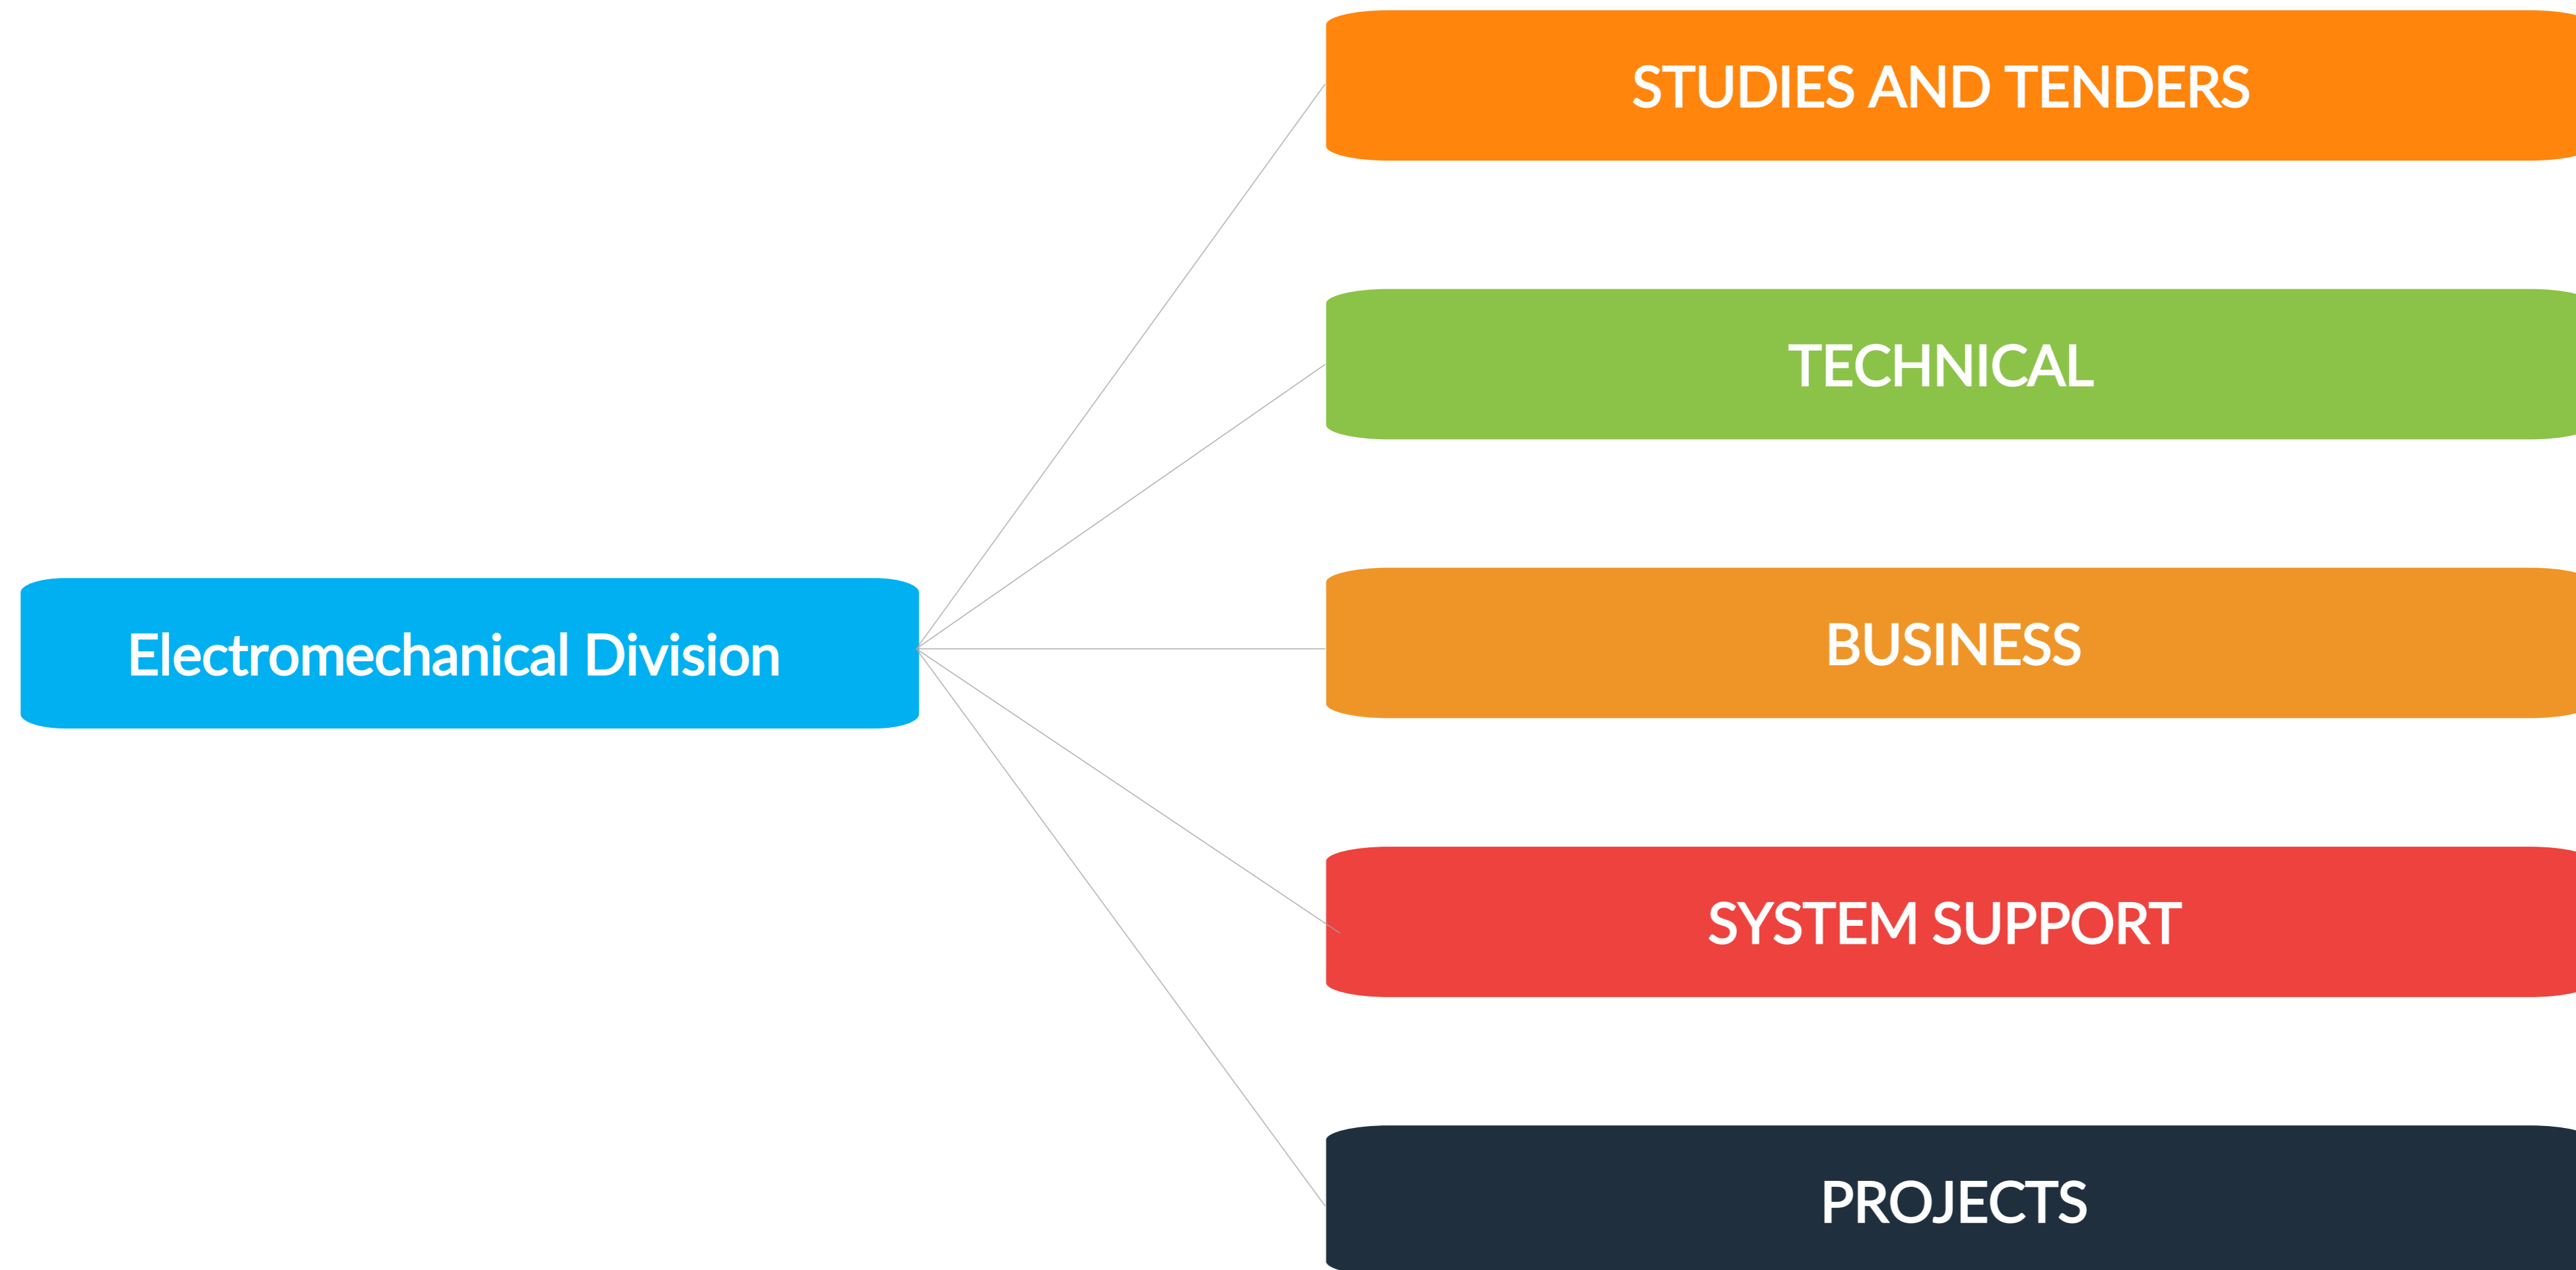 STUDIES AND TENDERS
TECHNICAL
Electromechanical Division
BUSINESS
SYSTEM SUPPORT
PROJECTS